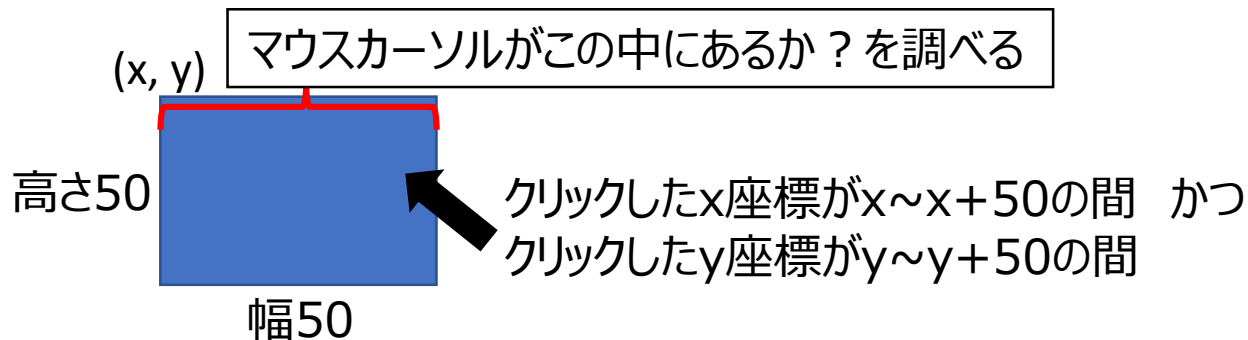 マウスカーソルがこの中にあるか？を調べる
(x, y)
高さ50
クリックしたx座標がx~x+50の間　かつ
クリックしたy座標がy~y+50の間
幅50